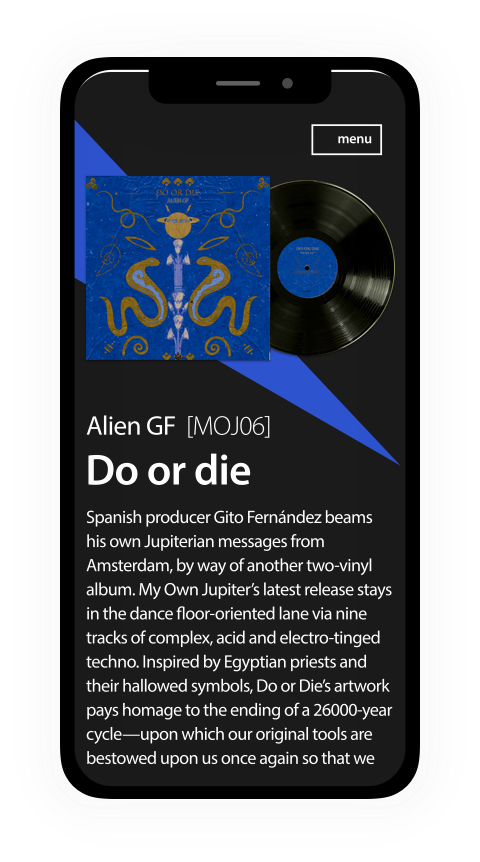 menu
DO OR DIE
ALIEN GF
Alien GF [MOJ06]
Do or die
Spanish producer Gito Fernández beams
his own Jupiterian messages from
Amsterdam, by way of another two-vinyl
album. My Own Jupiter’s latest release stays
in the dance floor-oriented lane via nine
tracks of complex, acid and electro-tinged
techno. Inspired by Egyptian priests and
their hallowed symbols, Do or Die’s artwork
pays homage to the ending of a 26000-year
cycle—upon which our original tools are
bestowed upon us once again so that we